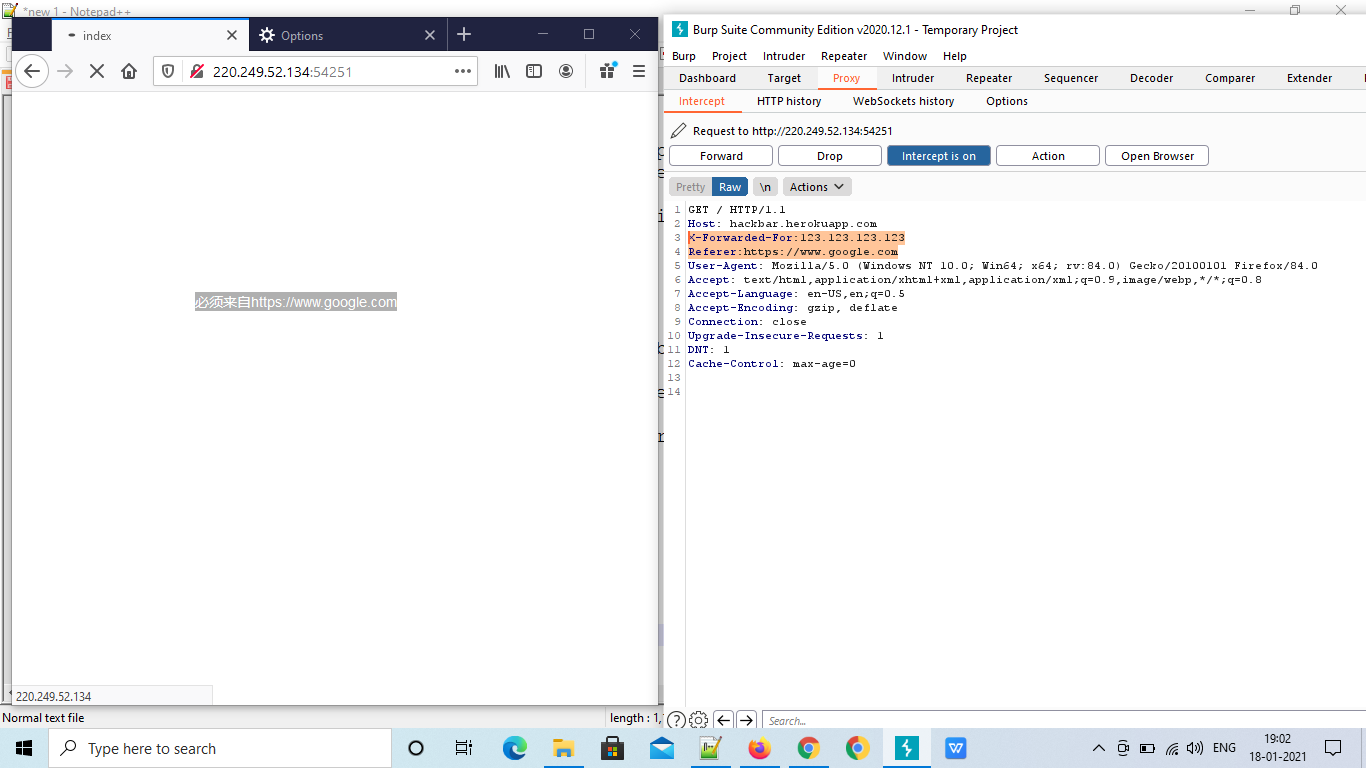 *new 1 - Notepad++
index
Options
220.249.52.134:54251
必须来自https://www.google.com
220.249.52.134
Normal text file
length : 1,
Burp Suite Community Edition v2020.12.1 - Temporary Project
Burp Project Intruder Repeater Window Help
Dashboard Target Proxy Intruder Repeater Sequencer Decoder Comparer Extender
Intercept HTTP history WebSockets history Options
Request to http://220.249.52.134:54251
Forward Drop Intercept is on Action Open Browser
Pretty Raw \n Actions
1 GET / HTTP/1.1
2 Host: hackbar.herokuapp.com
3 X-Forwarded-For:123.123.123.123
4 Referer:https://www.google.com
5 User-Agent: Mozilla/5.0 (Windows NT 10.0; Win64; x64; rv:84.0) Gecko/20100101 Firefox/84.0
6 Accept: text/html,application/xhtml+xml,application/xml;q=0.9,image/webp,*/*;q=0.8
7 Accept-Language: en-US,en;q=0.5
8 Accept-Encoding: gzip, deflate
9 Connection: close
10 Upgrade-Insecure-Requests: 1
11 DNT: 1
12 Cache-Control: max-age=0
13
14
Search...
Type here to search
ENG
19:02
18-01-2021